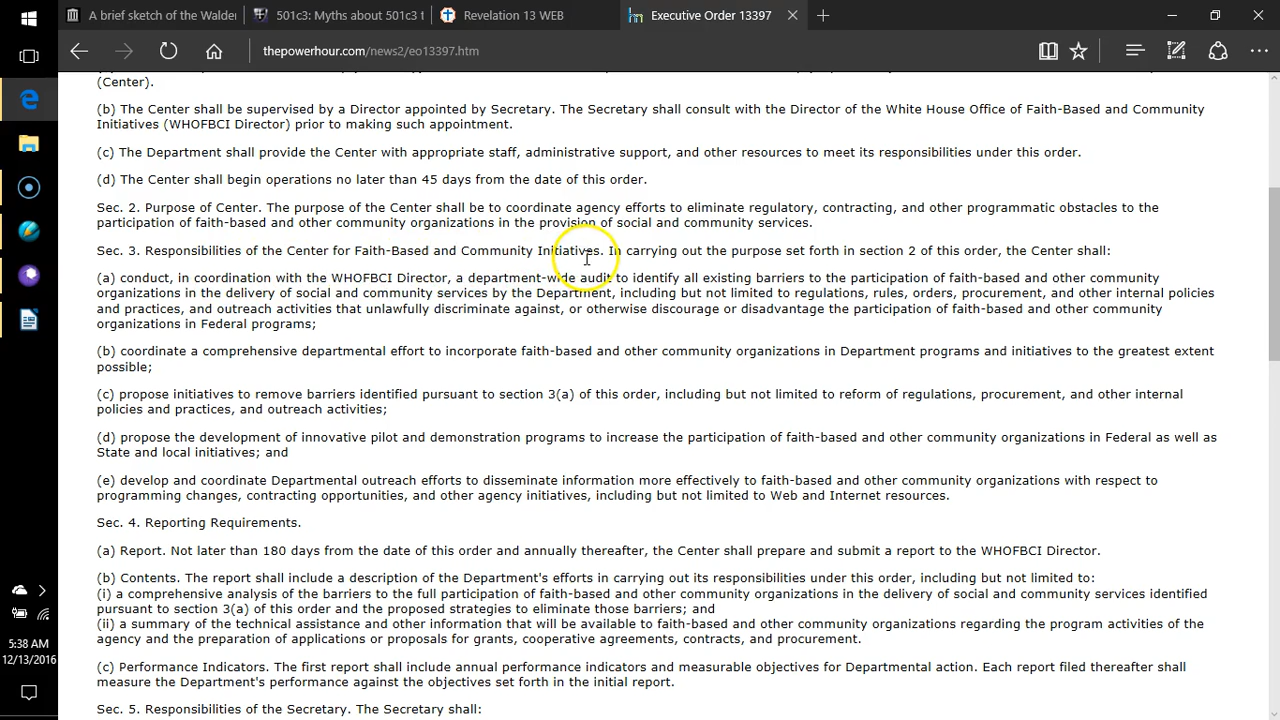 A brief sketch of the Walden
501c3: Myths about 501c3 t
Revelation 13 WEB
Executive Order 13397
thepowerhour.com/news2/eo13397.htm
(Center).
(b) The Center shall be supervised by a Director appointed by Secretary. The Secretary shall consult with the Director of the White House Office of Faith-Based and Community
Initiatives (WHOFBCI Director) prior to making such appointment.
(c) The Department shall provide the Center with appropriate staff, administrative support, and other resources to meet its responsibilities under this order.
(d) The Center shall begin operations no later than 45 days from the date of this order.
Sec. 2. Purpose of Center. The purpose of the Center shall be to coordinate agency efforts to eliminate regulatory, contracting, and other programmatic obstacles to the
participation of faith-based and other community organizations in the provision of social and community services.
Sec. 3. Responsibilities of the Center for Faith-Based and Community Initiatives. In carrying out the purpose set forth in section 2 of this order, the Center shall:
(a) conduct, in coordination with the WHOFBCI Director, a department-wide audit to identify all existing barriers to the participation of faith-based and other community
organizations in the delivery of social and community services by the Department, including but not limited to regulations, rules, orders, procurement, and other internal policies
and practices, and outreach activities that unlawfully discriminate against, or otherwise discourage or disadvantage the participation of faith-based and other community
organizations in Federal programs;
(b) coordinate a comprehensive departmental effort to incorporate faith-based and other community organizations in Department programs and initiatives to the greatest extent
possible;
(c) propose initiatives to remove barriers identified pursuant to section 3(a) of this order, including but not limited to reform of regulations, procurement, and other internal
policies and practices, and outreach activities;
(d) propose the development of innovative pilot and demonstration programs to increase the participation of faith-based and other community organizations in Federal as well as
State and local initiatives; and
(e) develop and coordinate Departmental outreach efforts to disseminate information more effectively to faith-based and other community organizations with respect to
programming changes, contracting opportunities, and other agency initiatives, including but not limited to Web and Internet resources.
Sec. 4. Reporting Requirements.
(a) Report. Not later than 180 days from the date of this order and annually thereafter, the Center shall prepare and submit a report to the WHOFBCI Director.
(b) Contents. The report shall include a description of the Department's efforts in carrying out its responsibilities under this order, including but not limited to:
(i) a comprehensive analysis of the barriers to the full participation of faith-based and other community organizations in the delivery of social and community services identified
pursuant to section 3(a) of this order and the proposed strategies to eliminate those barriers; and
(ii) a summary of the technical assistance and other information that will be available to faith-based and other community organizations regarding the program activities of the
agency and the preparation of applications or proposals for grants, cooperative agreements, contracts, and procurement.
(c) Performance Indicators. The first report shall include annual performance indicators and measurable objectives for Departmental action. Each report filed thereafter shall
measure the Department's performance against the objectives set forth in the initial report.
Sec. 5. Responsibilities of the Secretary. The Secretary shall:
5:38 AM
12/13/2016